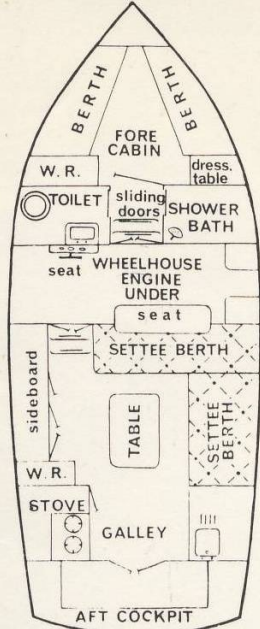 BERTH
BERTH
FORE
CABIN
W. R.
dress.
table
TOILET
sliding
doors
SHOWER
BATH
seat
WHEELHOUSE
ENGINE
UNDER
seat
SETTEE BERTH
sideboard
TABLE
SETTEE
BERTH
W. R.
STOVE
GALLEY
AFT COCKPIT